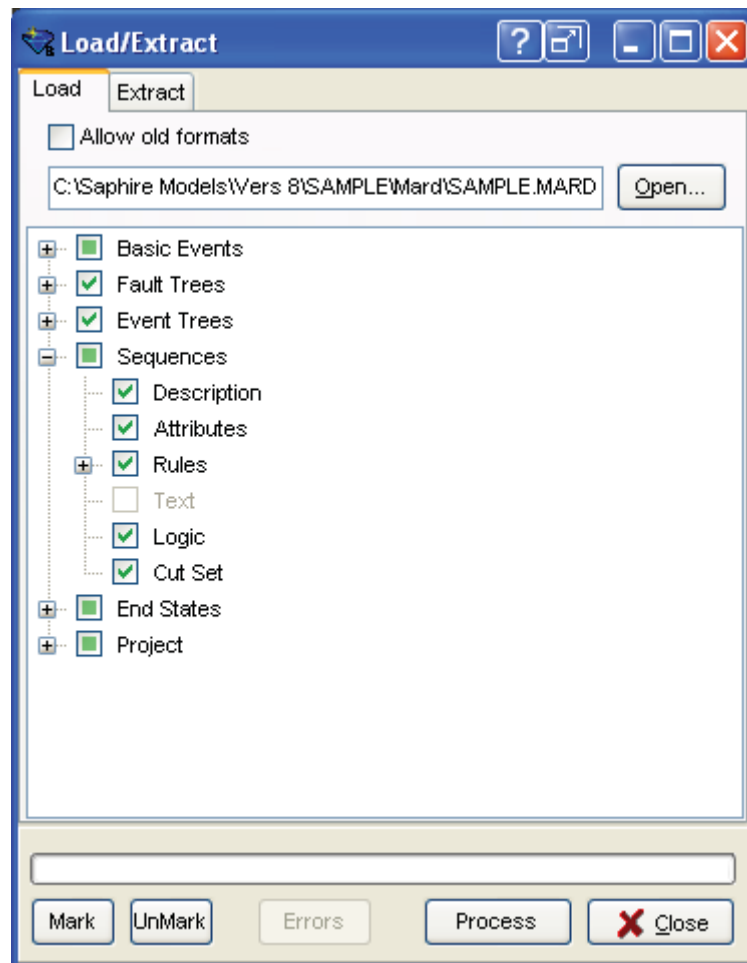 Load/Extract
Load Extract
Allow old formats
C:\Saphire Models\Vers 8\SAMPLE\Mard\SAMPLE.MARD Open...
Basic Events
Fault Trees
Event Trees
Sequences
Description
Attributes
Rules
Text
Logic
Cut Set
End States
Project
Mark UnMark Errors Process Close